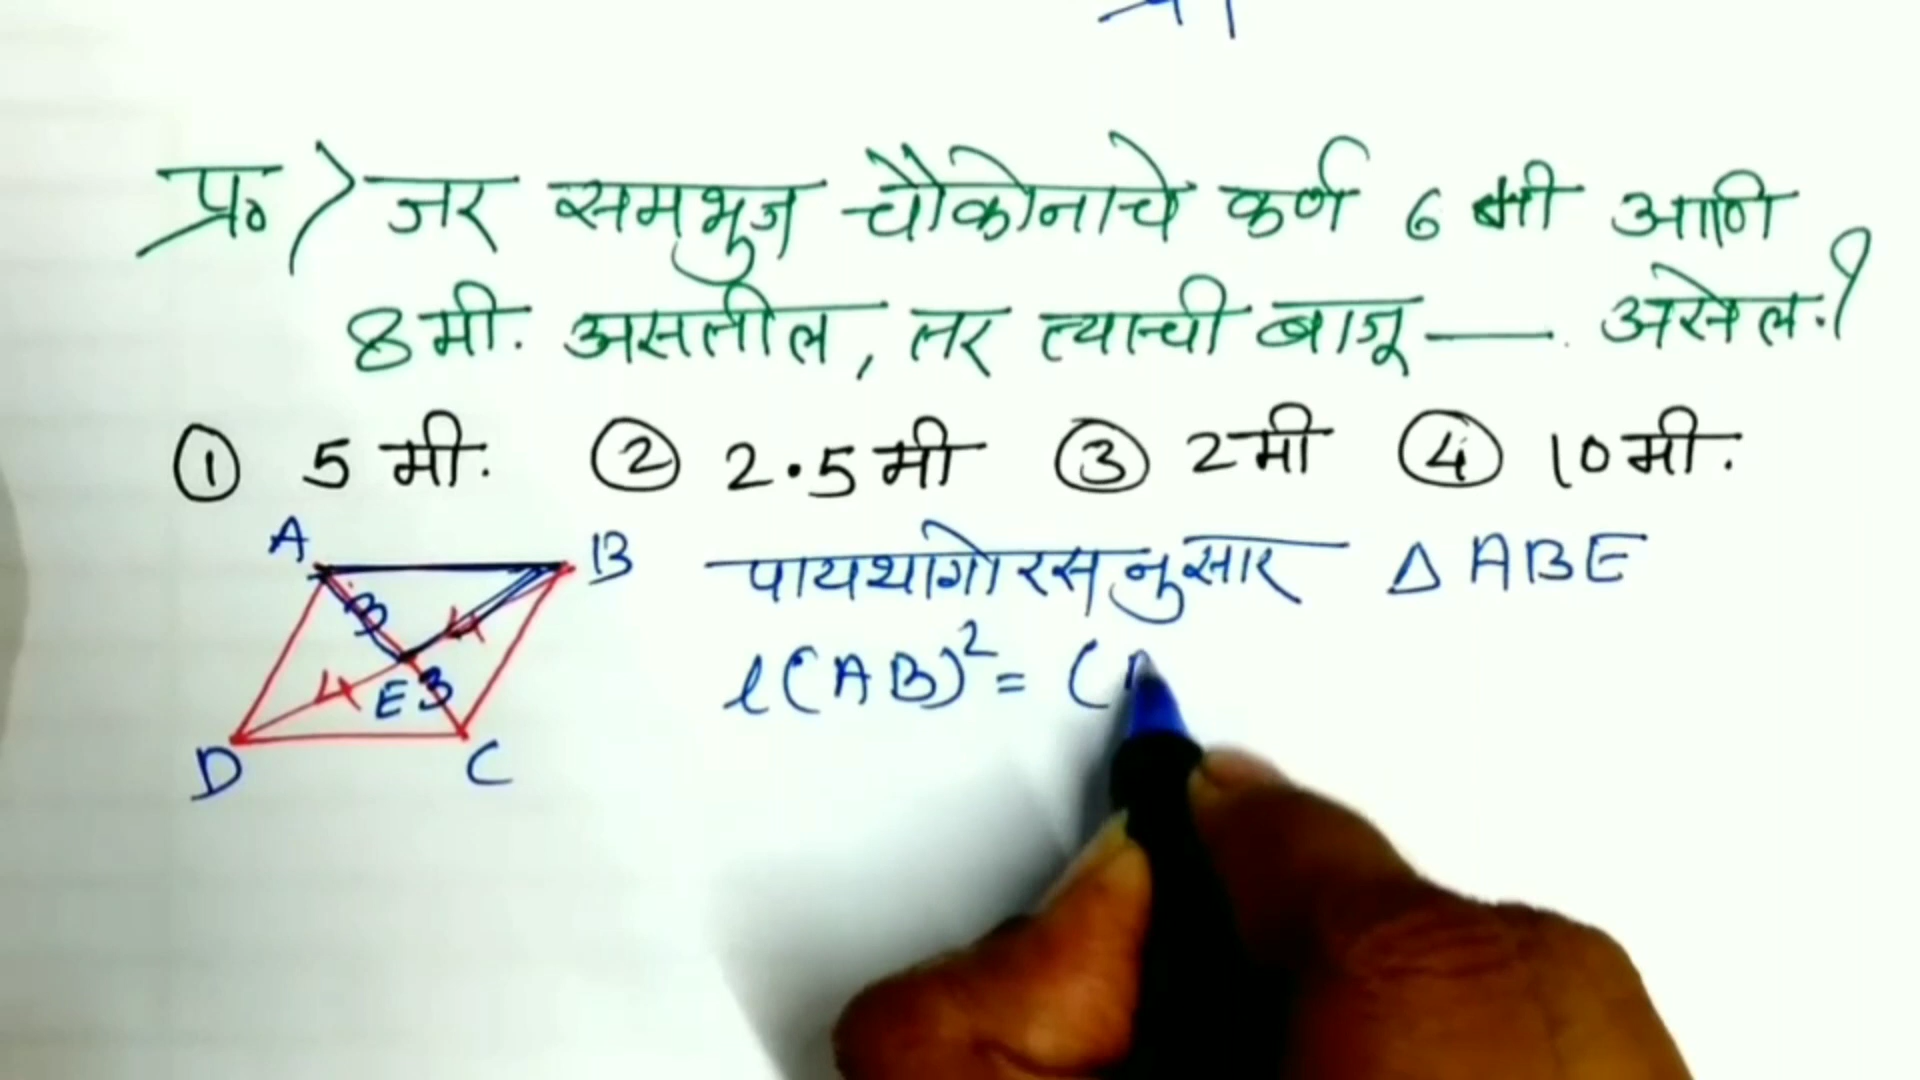 प्र.> जर समभुज चौकोनाचे कर्ण 6 मी आणि
8 मी. असतील, तर त्याची बाजू —. असेल.?
① 5 मी. ② 2.5 मी ③ 2 मी ④ 10 मी.
A B पायथागोरसनुसार △ ABE
3 4
l(AB)² = (
4 E 3
D C